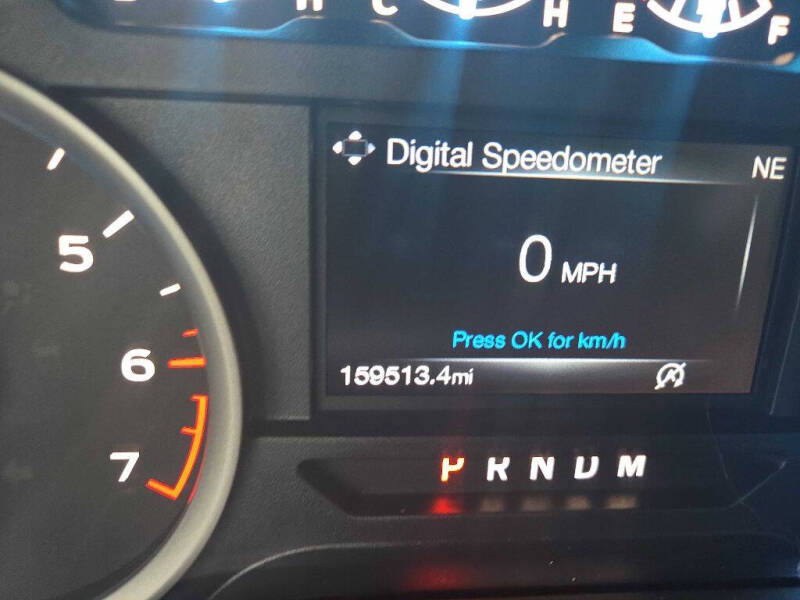 H C H E F
Digital Speedometer NE
0 MPH
Press OK for km/h
159513.4mi
5
6
7
P R N D M